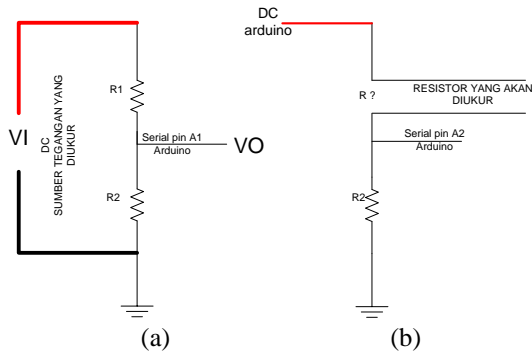 VI
DC
SUMBER TEGANGAN YANG
DIUKUR
R1
Serial pin A1
Arduino
VO
R2
(a)
DC
arduino
R ?
RESISTOR YANG AKAN
DIUKUR
Serial pin A2
Arduino
R2
(b)